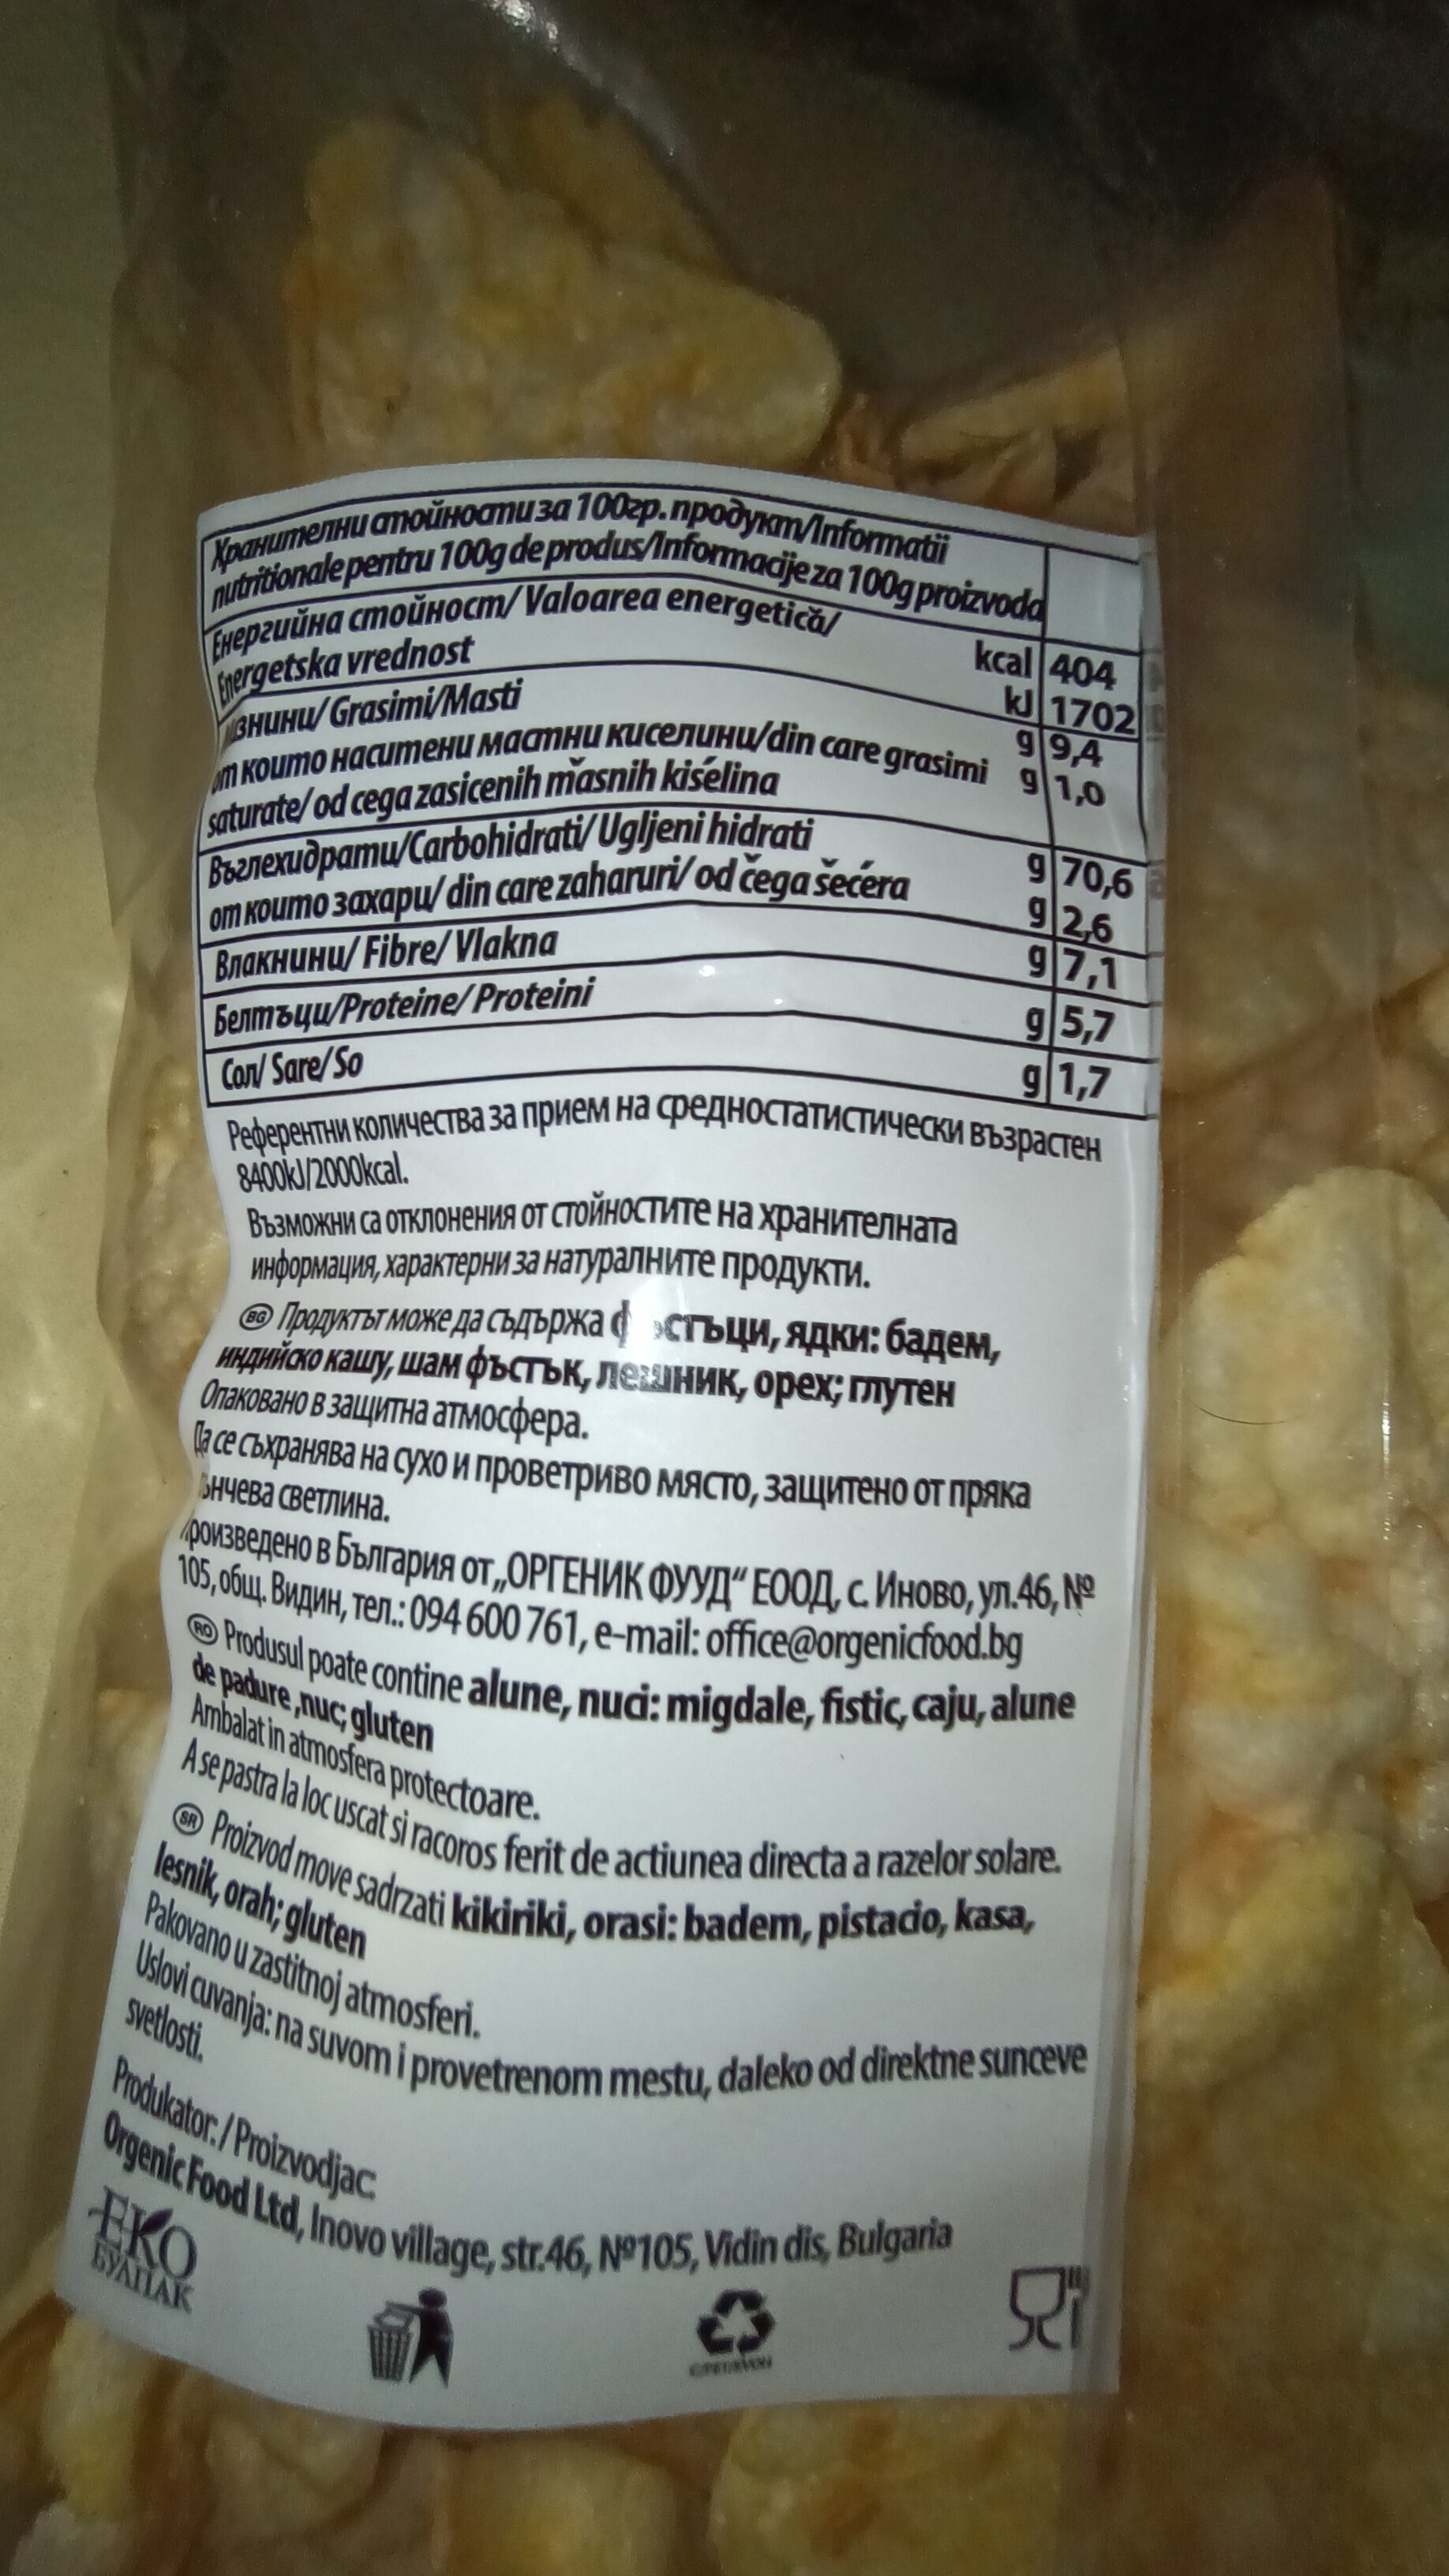 Хранителни стойности за 100гр. продукт/Informatii
nutritionale pentru 100g de produs/Informacije za 100g proizvoda
Енергийна стойност/ Valoarea energetică/ kcal 404
Energetska vrednost kJ 1702
/ Grasimi/Masti g 9,4
от които наситени мастни киселини/din care grasimi g 1,0
saturate/ od cega zasicenih mǎsnih kiśelina
Въглехидрати/Carbohidrati/ Ugljeni hidrati g 70,6
от които захари/ din care zaharuri/ od čega šećera g 2,6
Влакнини/ Fibre/ Vlakna g 7,1
Белтъци/Proteine/ Proteini g 5,7
Сол/ Sare/ So g 1,7
Референтни количества за прием на средностатистически възрастен
8400kJ/2000kcal.
Възможни са отклонения от стойностите на хранителната
информация, характерни за натуралните продукти.
BG Продуктът може да съдържа фъстъци, ядки: бадем,
индийско кашу, шам фъстък, лешник, орех; глутен
Опаковано в защитна атмосфера.
Да се съхранява на сухо и проветриво място, защитено от пряка
светлина.
Произведено в България от „ОРГЕНИК ФУУД“ ЕООД, с. Иново, ул.46, №
105, общ. Видин, тел.: 094 600 761, e-mail: office@orgenicfood.bg
RO Produsul poate contine alune, nuci: migdale, fistic, caju, alune
de padure ,nuc; gluten
Ambalat in atmosfera protectoare.
A se pastra la loc uscat si racoros ferit de actiunea directa a razelor solare.
SR Proizvod move sadrzati kikiriki, orasi: badem, pistacio, kasa,
lesnik, orah; gluten
Pakovano u zastitnoj atmosferi.
Uslovi cuvanja: na suvom i provetrenom mestu, daleko od direktne sunceve
svetlosti.
Produkator: / Proizvodjac:
Orgenic Food Ltd, Inovo village, str.46, №105, Vidin dis, Bulgaria
ЕКО
БУЛПАК